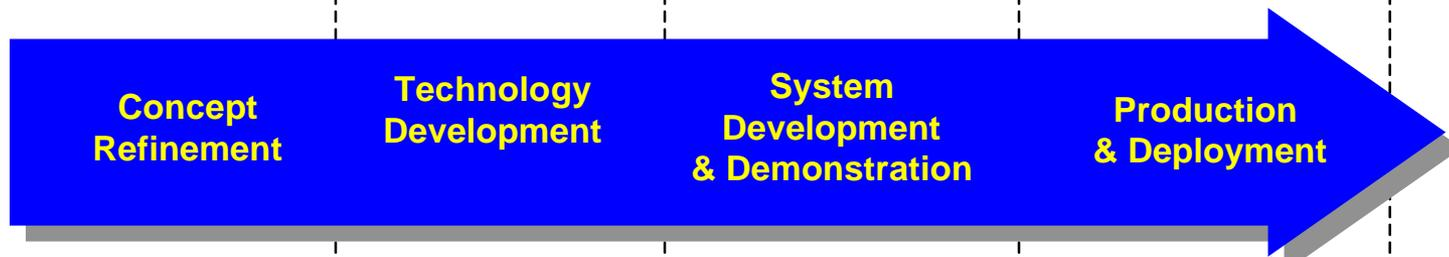 Concept
Refinement
Technology
Development
System
Development
& Demonstration
Production
& Deployment